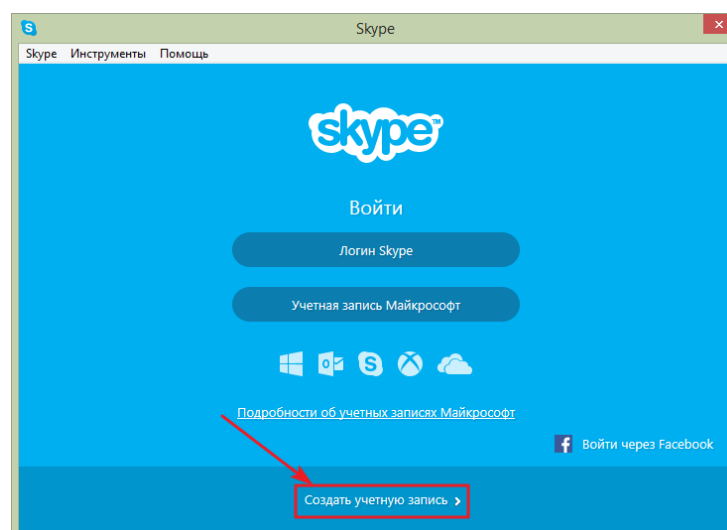 Skype
Skype Инструменты Помощь
skype™
Войти
Логин Skype
Учетная запись Майкрософт
Подробности об учетных записях Майкрософт
Войти через Facebook
Создать учетную запись